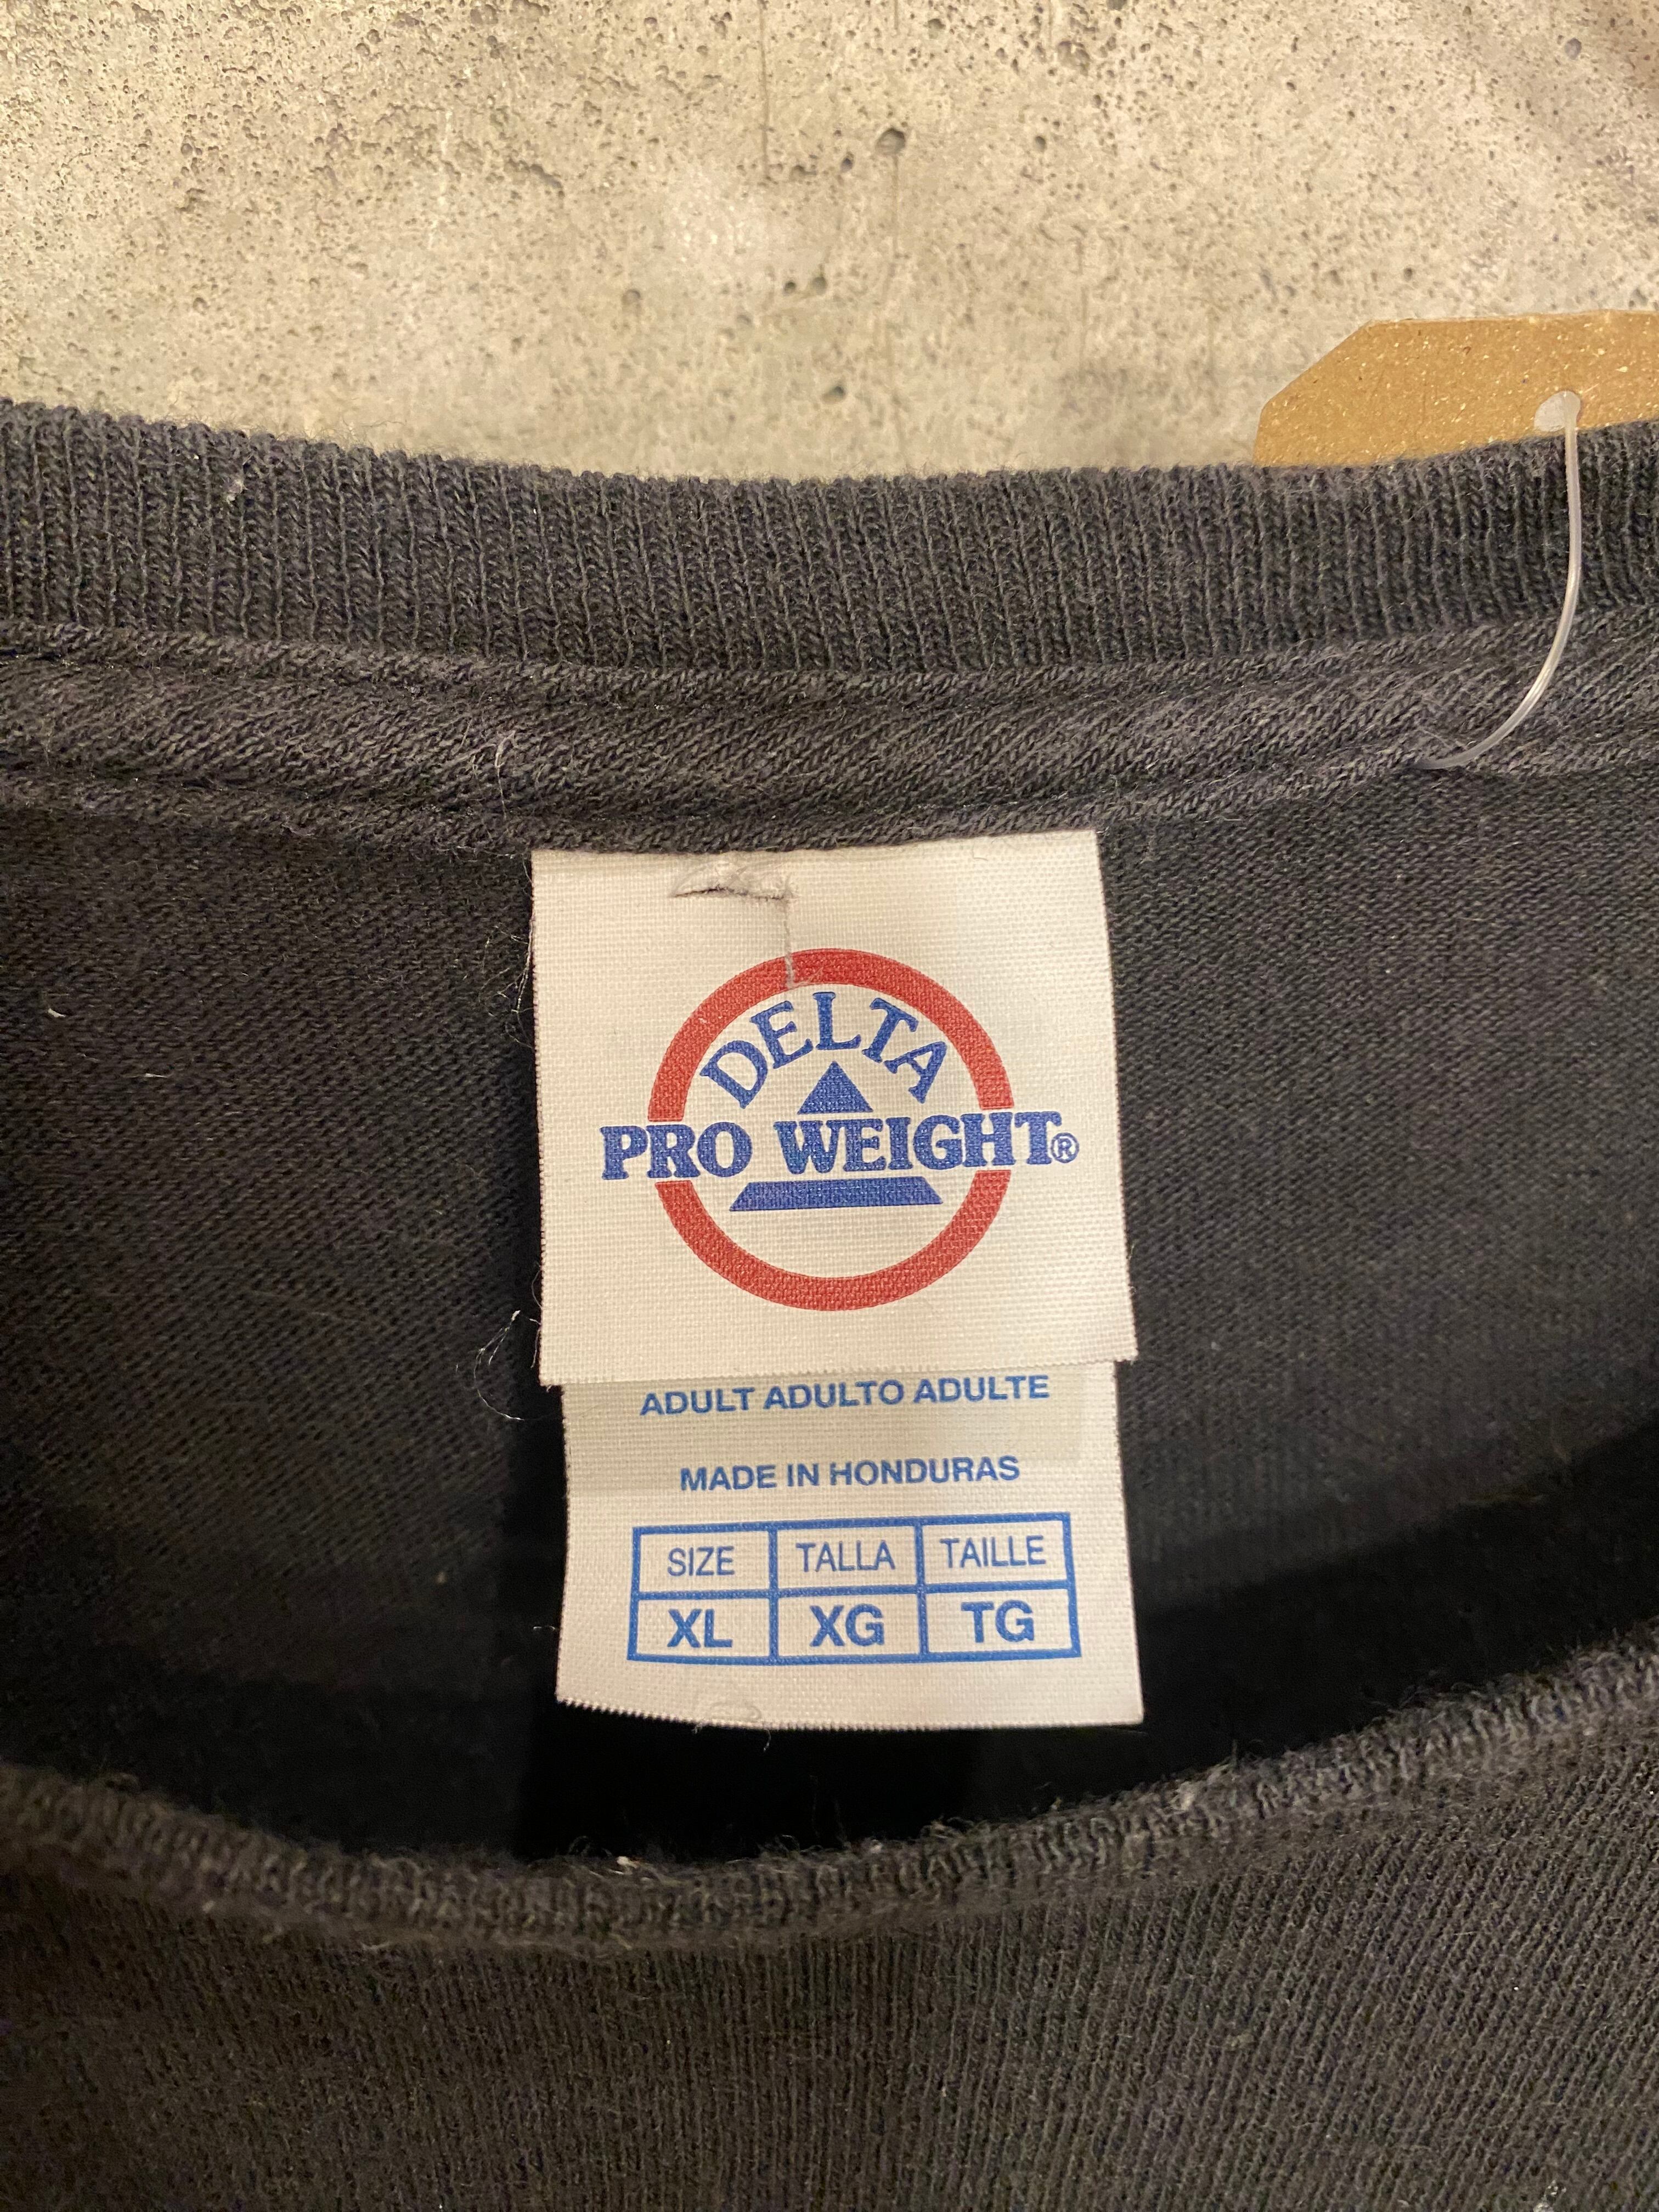 DELTA
PRO WEIGHT®
ADULT ADULTO ADULTE
MADE IN HONDURAS
SIZE TALLA TAILLE
XL XG TG